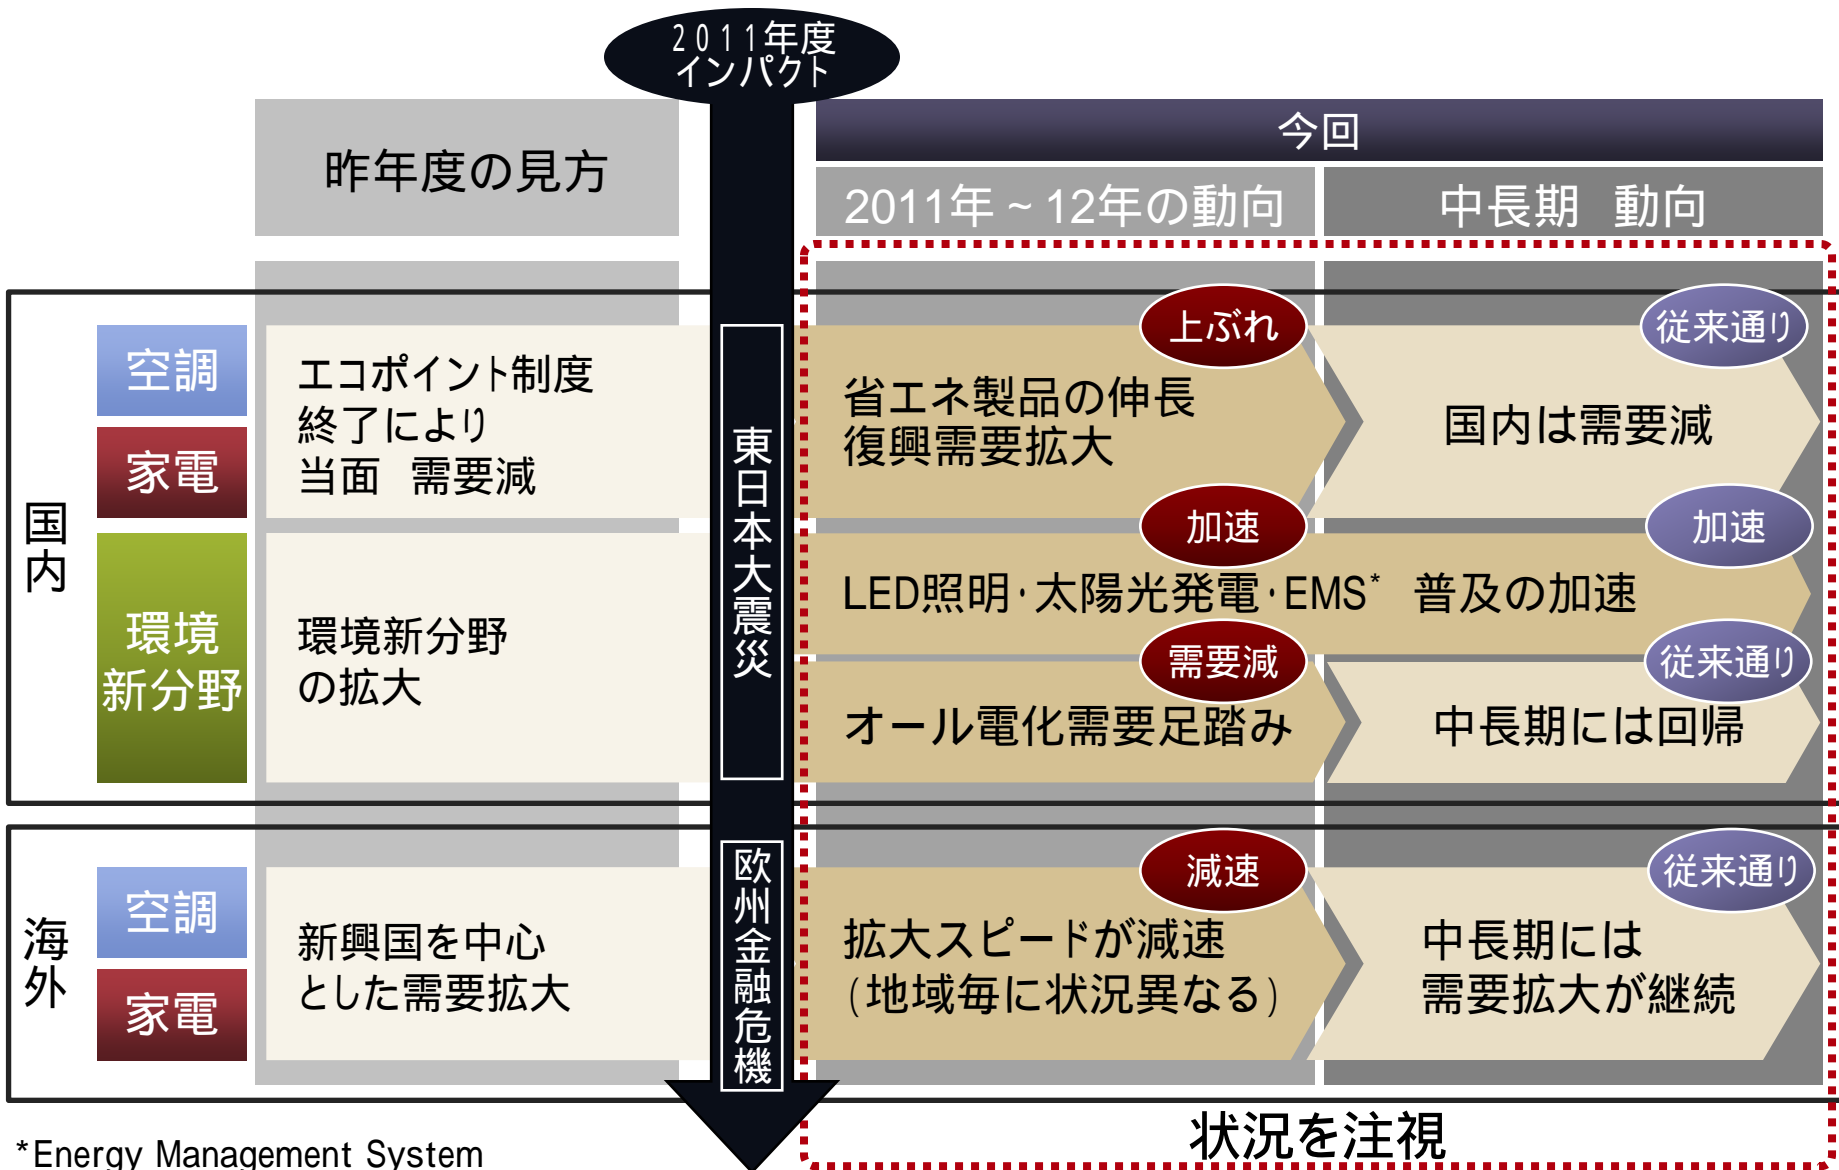 2011年度
インパクト
昨年度の見方
今回
2011年~12年の動向
中長期 動向
国内
空調
家電
エコポイント制度
終了により
当面 需要減
東日本大震災
上ぶれ
省エネ製品の伸長
復興需要拡大
従来通り
国内は需要減
環境
新分野
環境新分野
の拡大
加速
加速
LED照明・太陽光発電・EMS* 普及の加速
需要減
オール電化需要足踏み
従来通り
中長期には回帰
海外
空調
家電
新興国を中心
とした需要拡大
欧州金融危機
減速
拡大スピードが減速
(地域毎に状況異なる)
従来通り
中長期には
需要拡大が継続
状況を注視
*Energy Management System